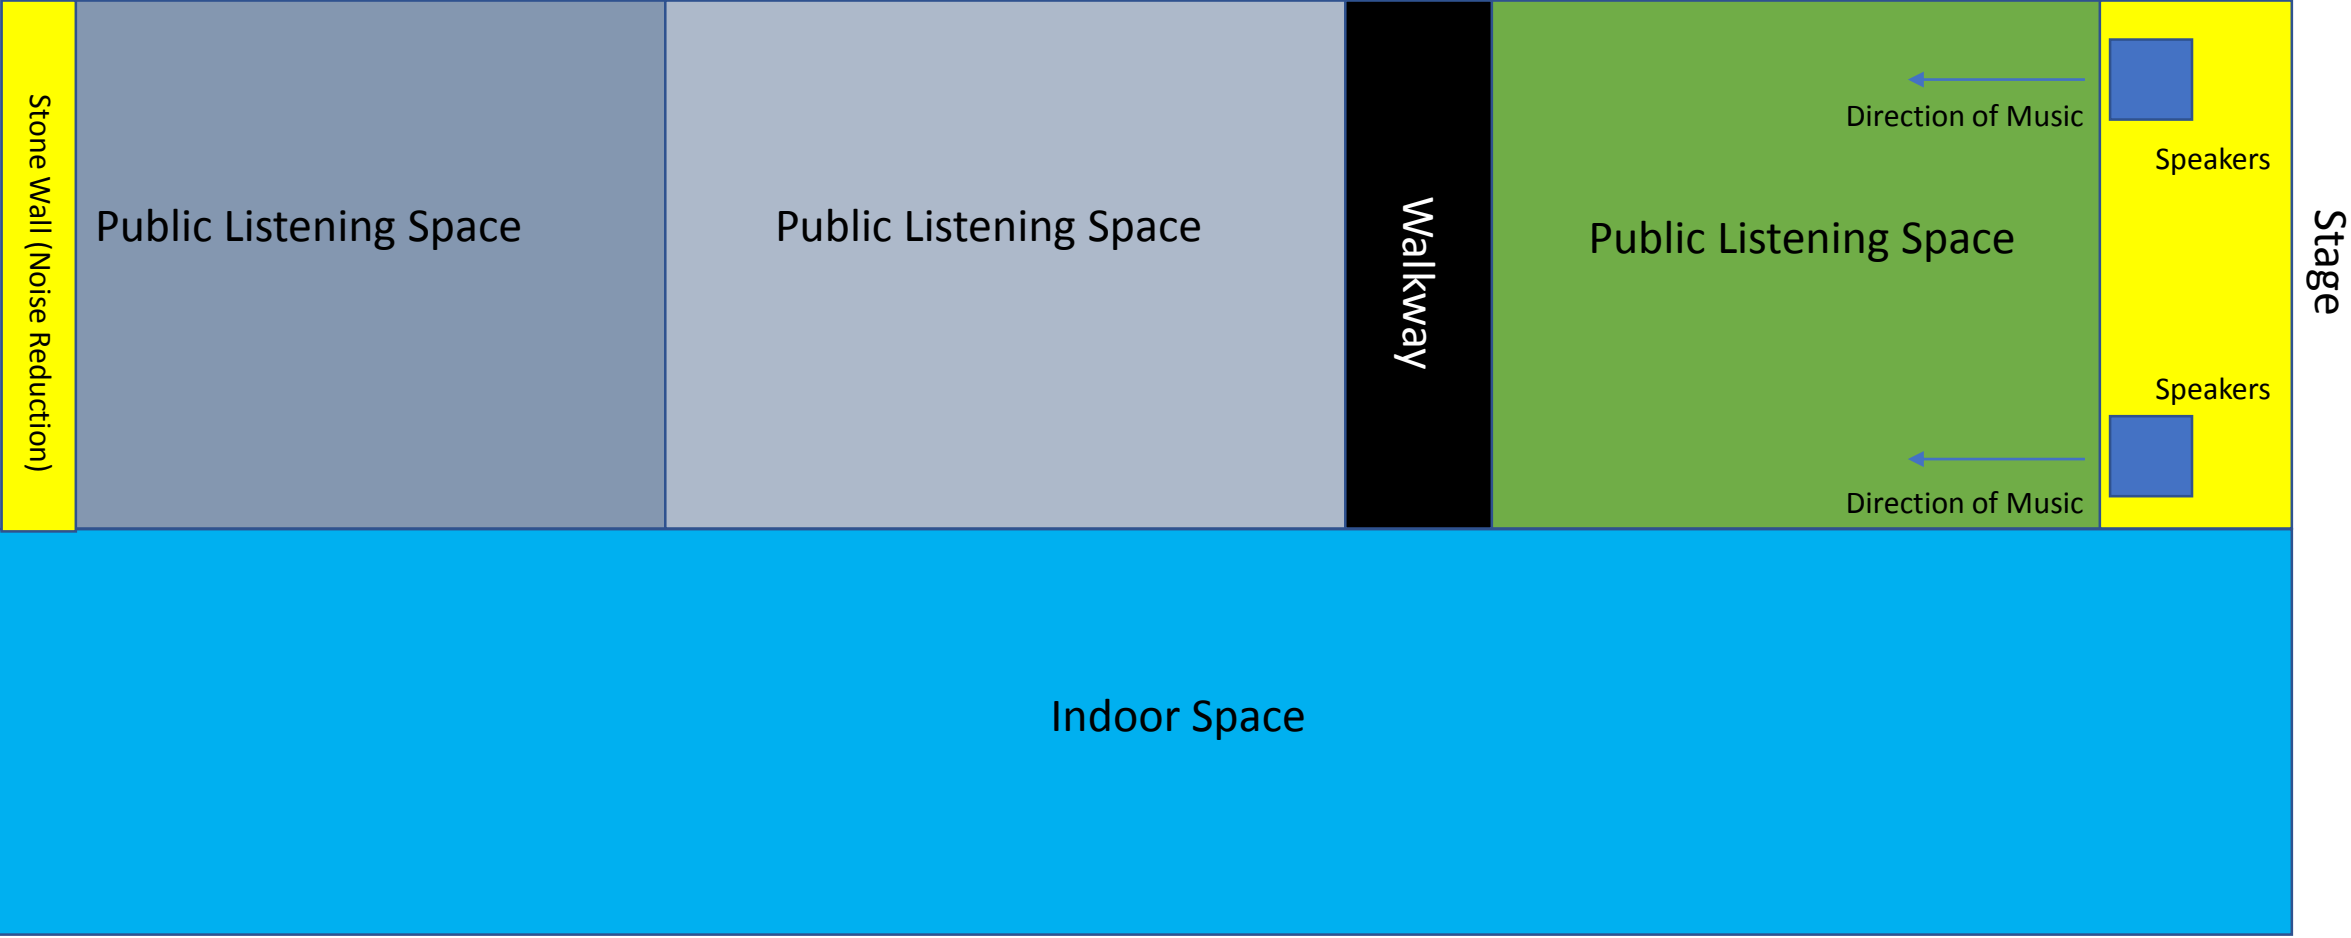 Stone Wall (Noise Reduction)
Public Listening Space
Public Listening Space
Walkway
Public Listening Space
Direction of Music
Speakers
Stage
Speakers
Direction of Music
Indoor Space